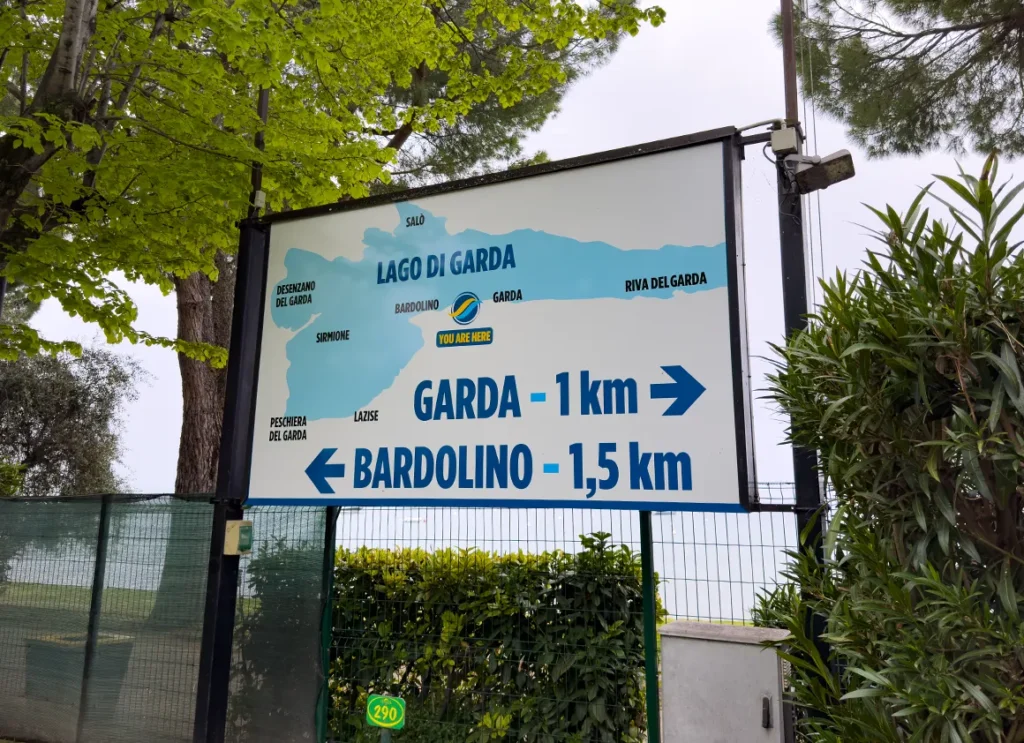 SALÒ
LAGO DI GARDA
DESENZANO
DEL GARDA
RIVA DEL GARDA
BARDOLINO
GARDA
SIRMIONE
YOU ARE HERE
GARDA - 1 km
PESCHIERA
DEL GARDA
LAZISE
BARDOLINO - 1,5 km
290